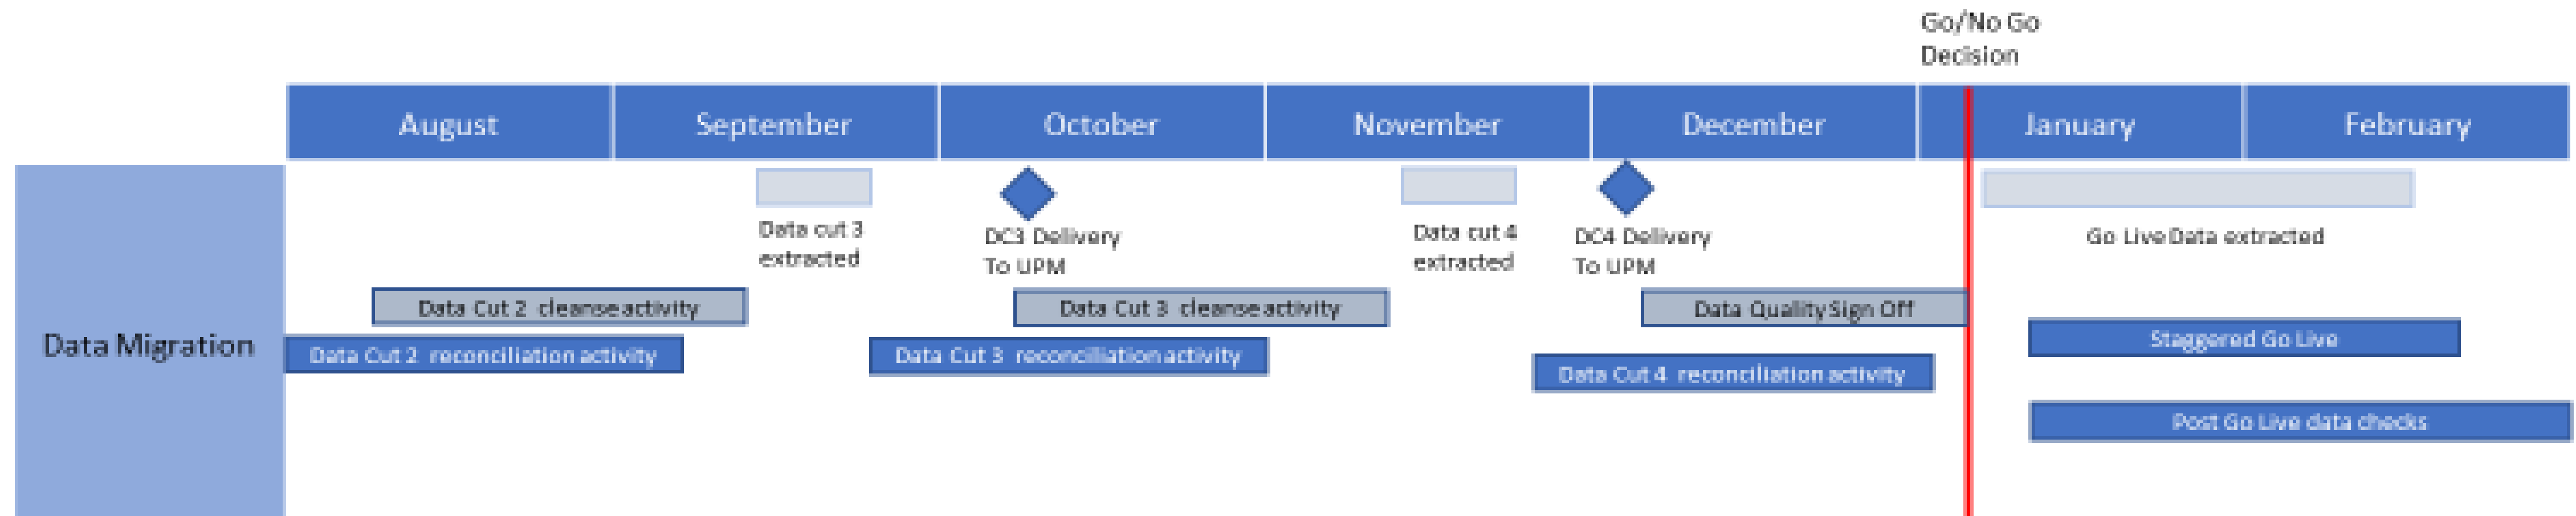 Go/No Go
Decision
August
September
October
November
December
January
February
Data Migration
Data cut 3
extracted
DC3 Delivery
To UPM
Data cut 4
extracted
DC4 Delivery
To UPM
Go Live Data extracted
Data Cut 2 cleanse activity
Data Cut 3 cleanse activity
Data Quality Sign Off
Data Cut 2 reconciliation activity
Data Cut 3 reconciliation activity
Data Cut 4 reconciliation activity
Staggered Go Live
Post Go Live data checks